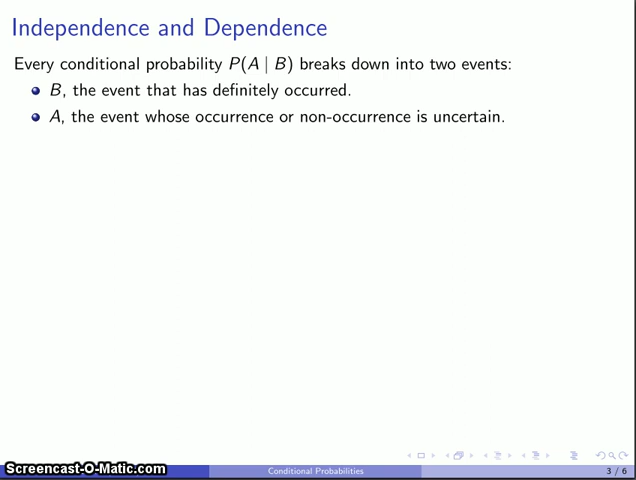 Independence and Dependence
Every conditional probability P(A | B) breaks down into two events:
B, the event that has definitely occurred.
A, the event whose occurrence or non-occurrence is uncertain.
Screencast-O-Matic.com
Conditional Probabilities
3 / 6